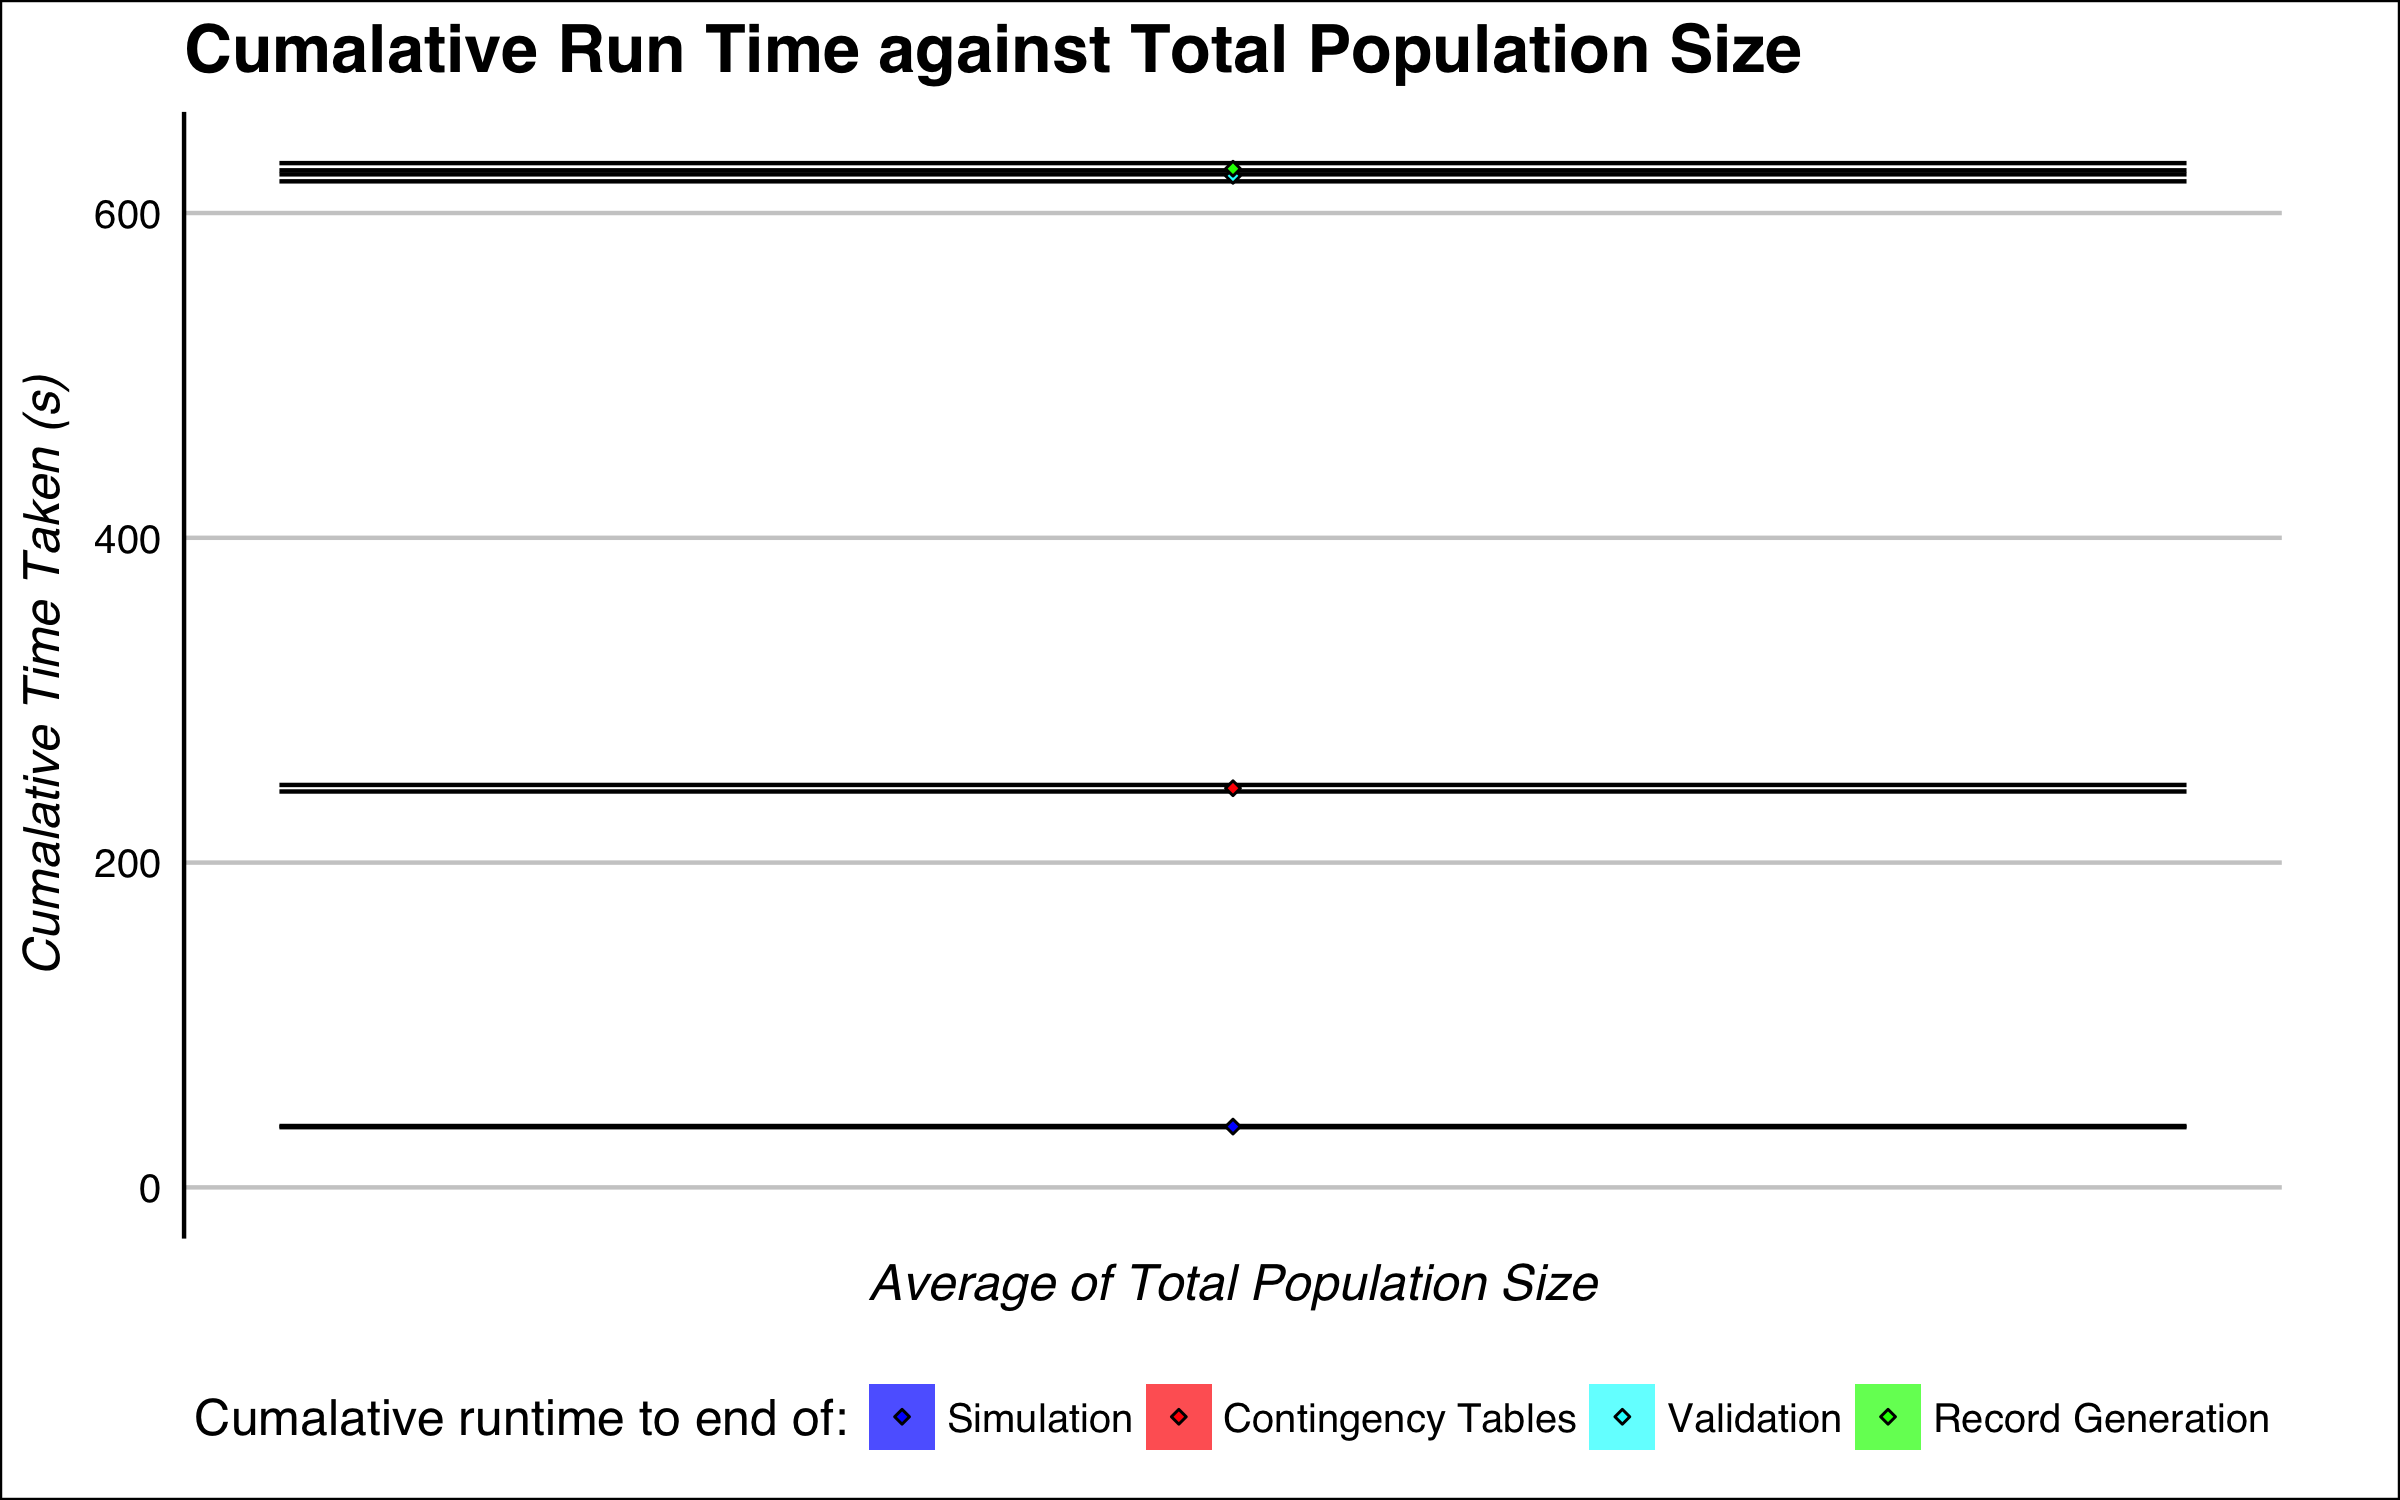 Cumalative Run Time against Total Population Size
Cumalative Time Taken (s)
600
400
200
0
Average of Total Population Size
Cumalative runtime to end of: Simulation Contingency Tables Validation Record Generation